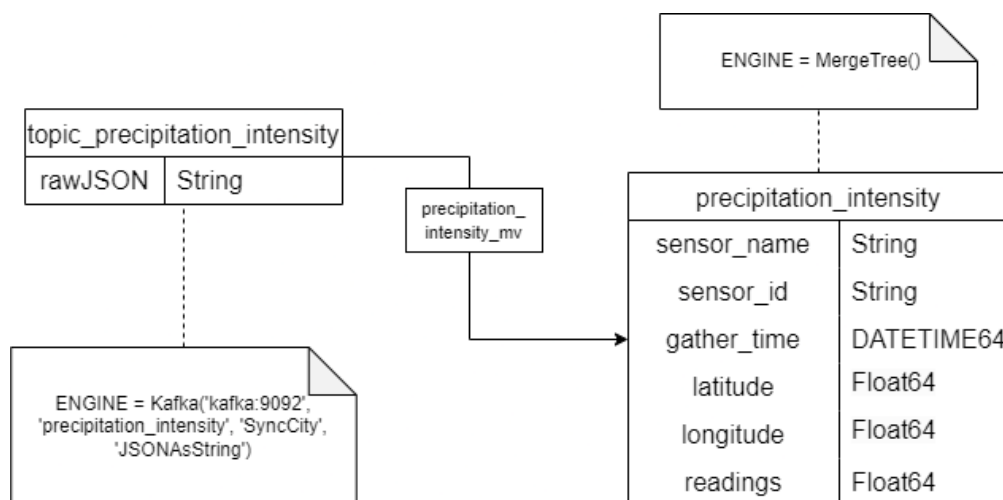 ENGINE = MergeTree()
topic_precipitation_intensity
rawJSON String
precipitation_
intensity_mv
precipitation_intensity
sensor_name String
sensor_id String
gather_time DATETIME64
latitude Float64
longitude Float64
readings Float64
ENGINE = Kafka('kafka:9092',
'precipitation_intensity', 'SyncCity',
'JSONAsString')